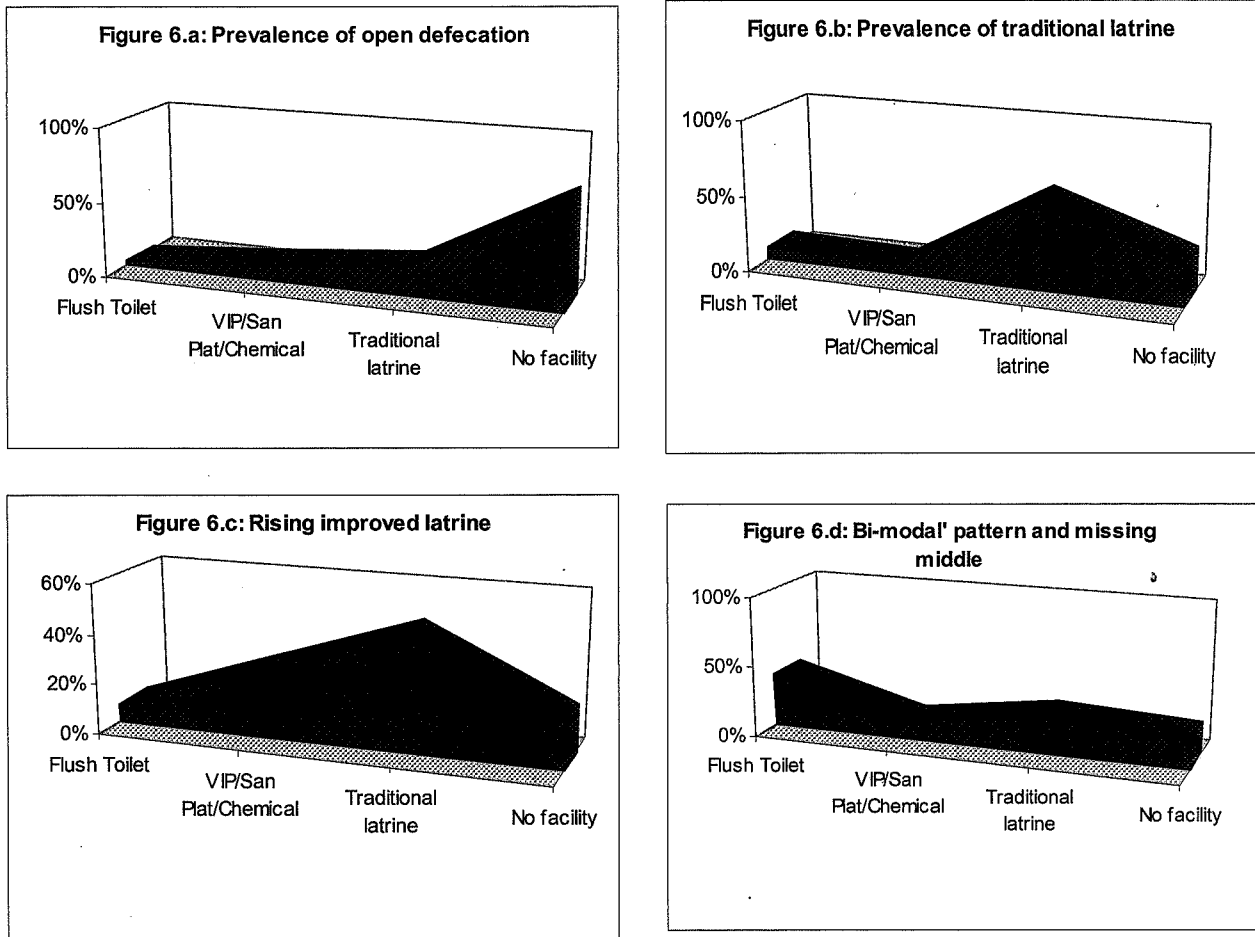 Figure 6.a: Prevalence of open defecation
100%
50%
0%
Flush Toilet
VIP/San
Plat/Chemical
Traditional
latrine
No facility
Figure 6.b: Prevalence of traditional latrine
100%
50%
0%
Flush Toilet
VIP/San
Plat/Chemical
Traditional
latrine
No facility
Figure 6.c: Rising improved latrine
60%
40%
20%
0%
Flush Toilet
VIP/San
Plat/Chemical
Traditional
latrine
No facility
Figure 6.d: Bi-modal' pattern and missing
middle
100%
50%
0%
Flush Toilet
VIP/San
Plat/Chemical
Traditional
latrine
No facility